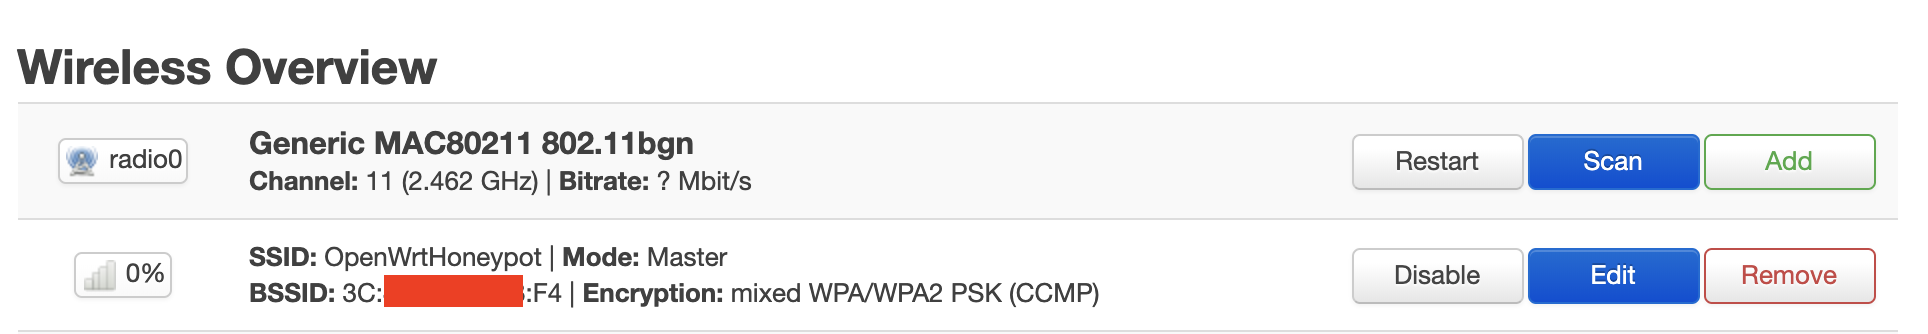 Wireless Overview
radio0
Generic MAC80211 802.11bgn
Channel: 11 (2.462 GHz) | Bitrate: ? Mbit/s
Restart
Scan
Add
0%
SSID: OpenWrtHoneypot | Mode: Master
BSSID: 3C: :F4 | Encryption: mixed WPA/WPA2 PSK (CCMP)
Disable
Edit
Remove